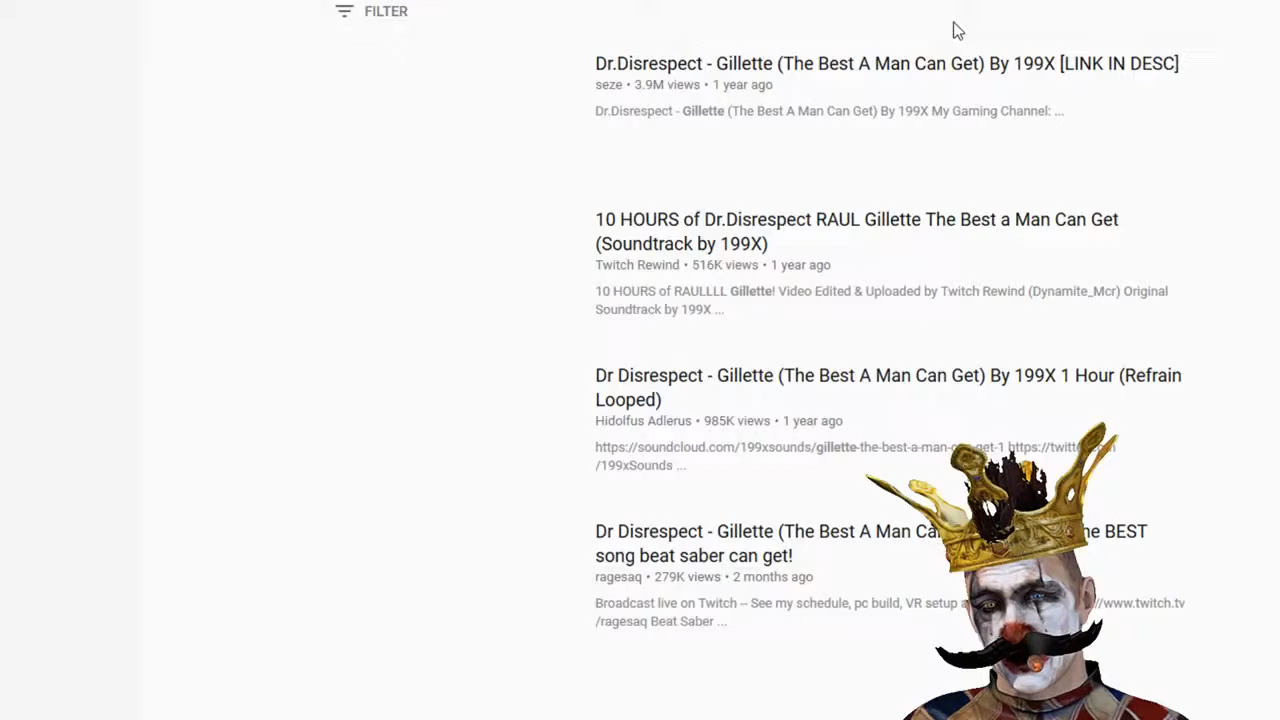 FILTER
Dr.Disrespect - Gillette (The Best A Man Can Get) By 199X [LINK IN DESC]
seze • 3.9M views • 1 year ago
Dr.Disrespect - Gillette (The Best A Man Can Get) By 199X My Gaming Channel: ...
10 HOURS of Dr.Disrespect RAUL Gillette The Best a Man Can Get
(Soundtrack by 199X)
Twitch Rewind • 516K views • 1 year ago
10 HOURS of RAULLLL Gillette! Video Edited & Uploaded by Twitch Rewind (Dynamite_Mcr) Original
Soundtrack by 199X ...
Dr Disrespect - Gillette (The Best A Man Can Get) By 199X 1 Hour (Refrain
Looped)
Hidolfus Adlerus • 985K views • 1 year ago
https://soundcloud.com/199xsounds/gillette-the-best-a-man-can-get-1
/199xSounds ...
Dr Disrespect - Gillette (The Best A Man BEST
song beat saber can get!
ragesaq • 279K views • 2 months ago
Broadcast live on Twitch -- See my schedule, pc build, VR setup //www.twitch.tv
/ragesaq Beat Saber ...